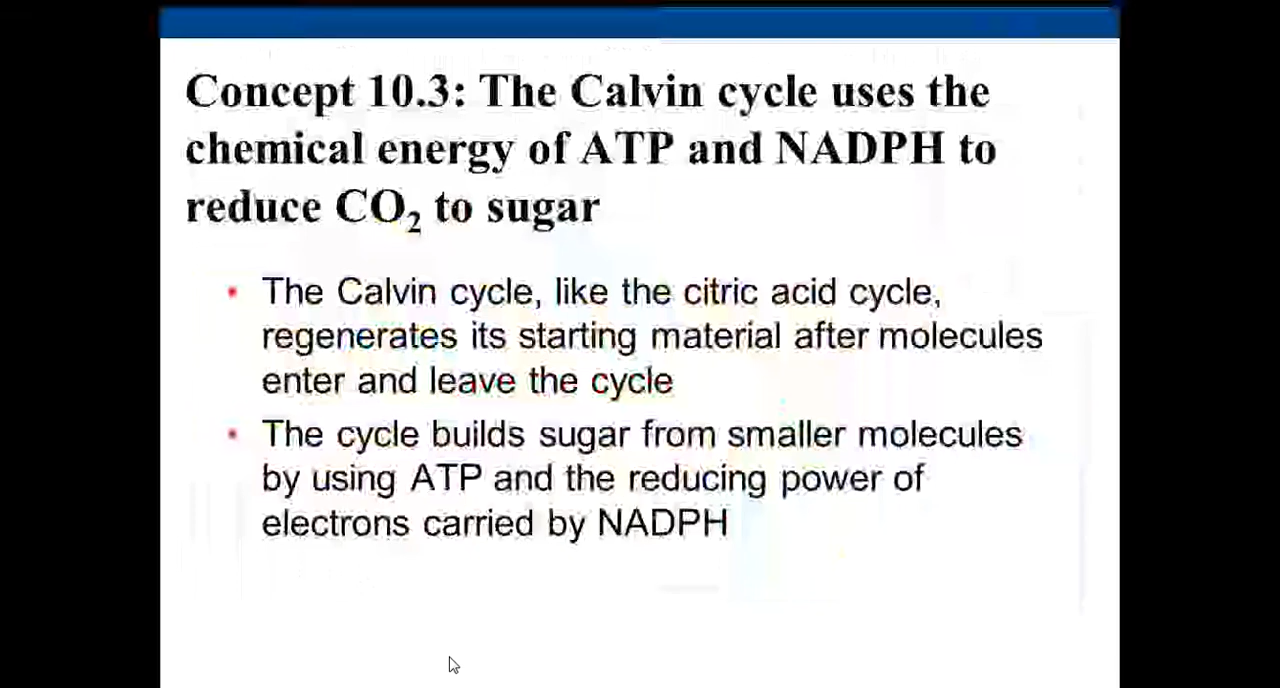 Concept 10.3: The Calvin cycle uses the
chemical energy of ATP and NADPH to
reduce CO₂ to sugar
• The Calvin cycle, like the citric acid cycle,
regenerates its starting material after molecules
enter and leave the cycle
• The cycle builds sugar from smaller molecules
by using ATP and the reducing power of
electrons carried by NADPH